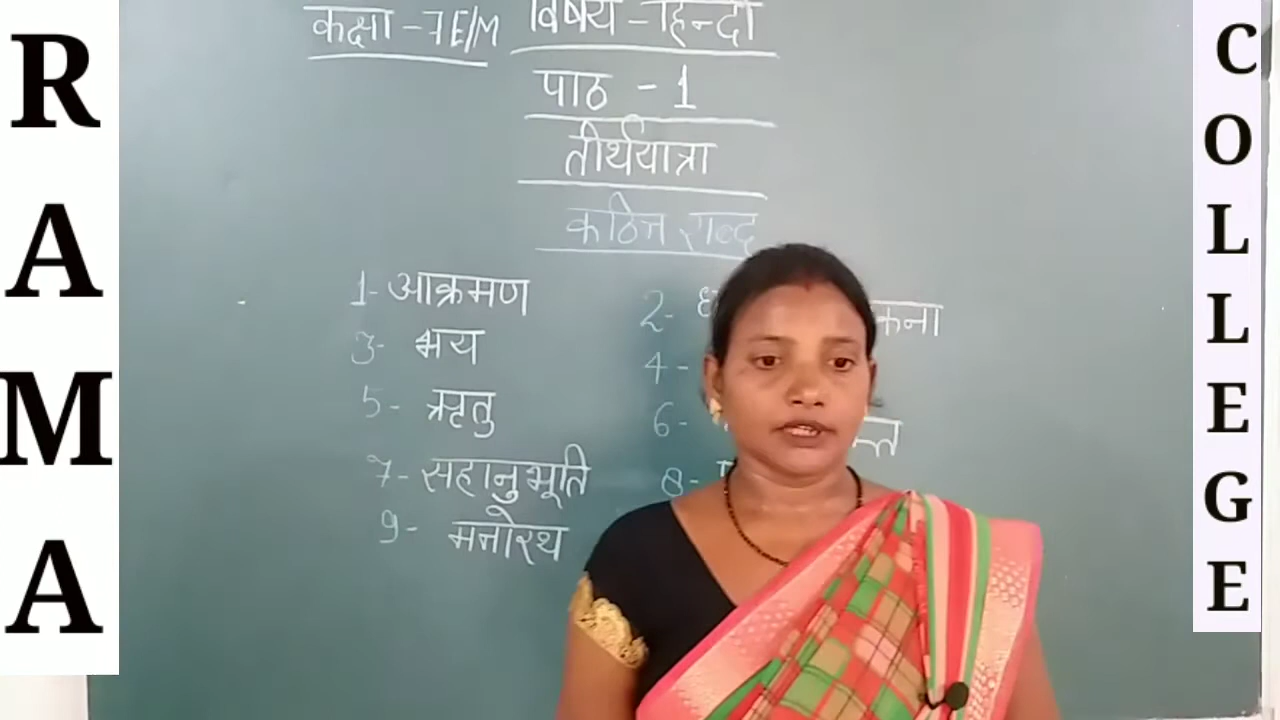 RAMA
कक्षा - 7 E/M विषय - हिन्दी
पाठ - 1
तीर्थयात्रा
कठिन शब्द
1- आक्रमण 2-
3- भय 4-
5- ऋतु 6-
7- सहानुभूति 8-
9- मनोरथ
COLLEGE